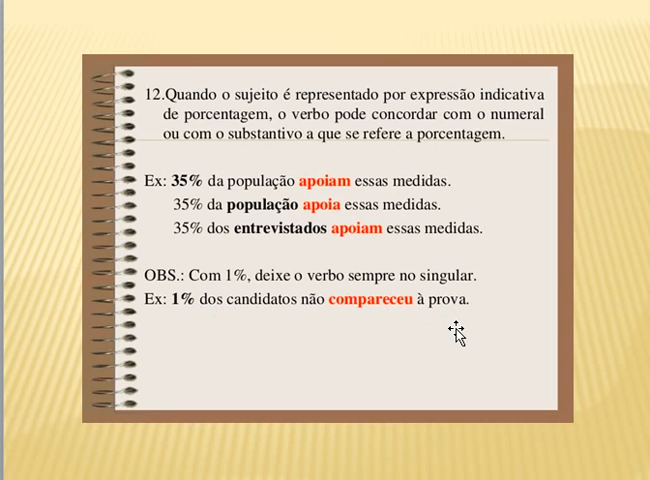 12.Quando o sujeito é representado por expressão indicativa
de porcentagem, o verbo pode concordar com o numeral
ou com o substantivo a que se refere a porcentagem.
Ex: 35% da população apoiam essas medidas.
35% da população apoia essas medidas.
35% dos entrevistados apoiam essas medidas.
OBS.: Com 1%, deixe o verbo sempre no singular.
Ex: 1% dos candidatos não compareceu à prova.